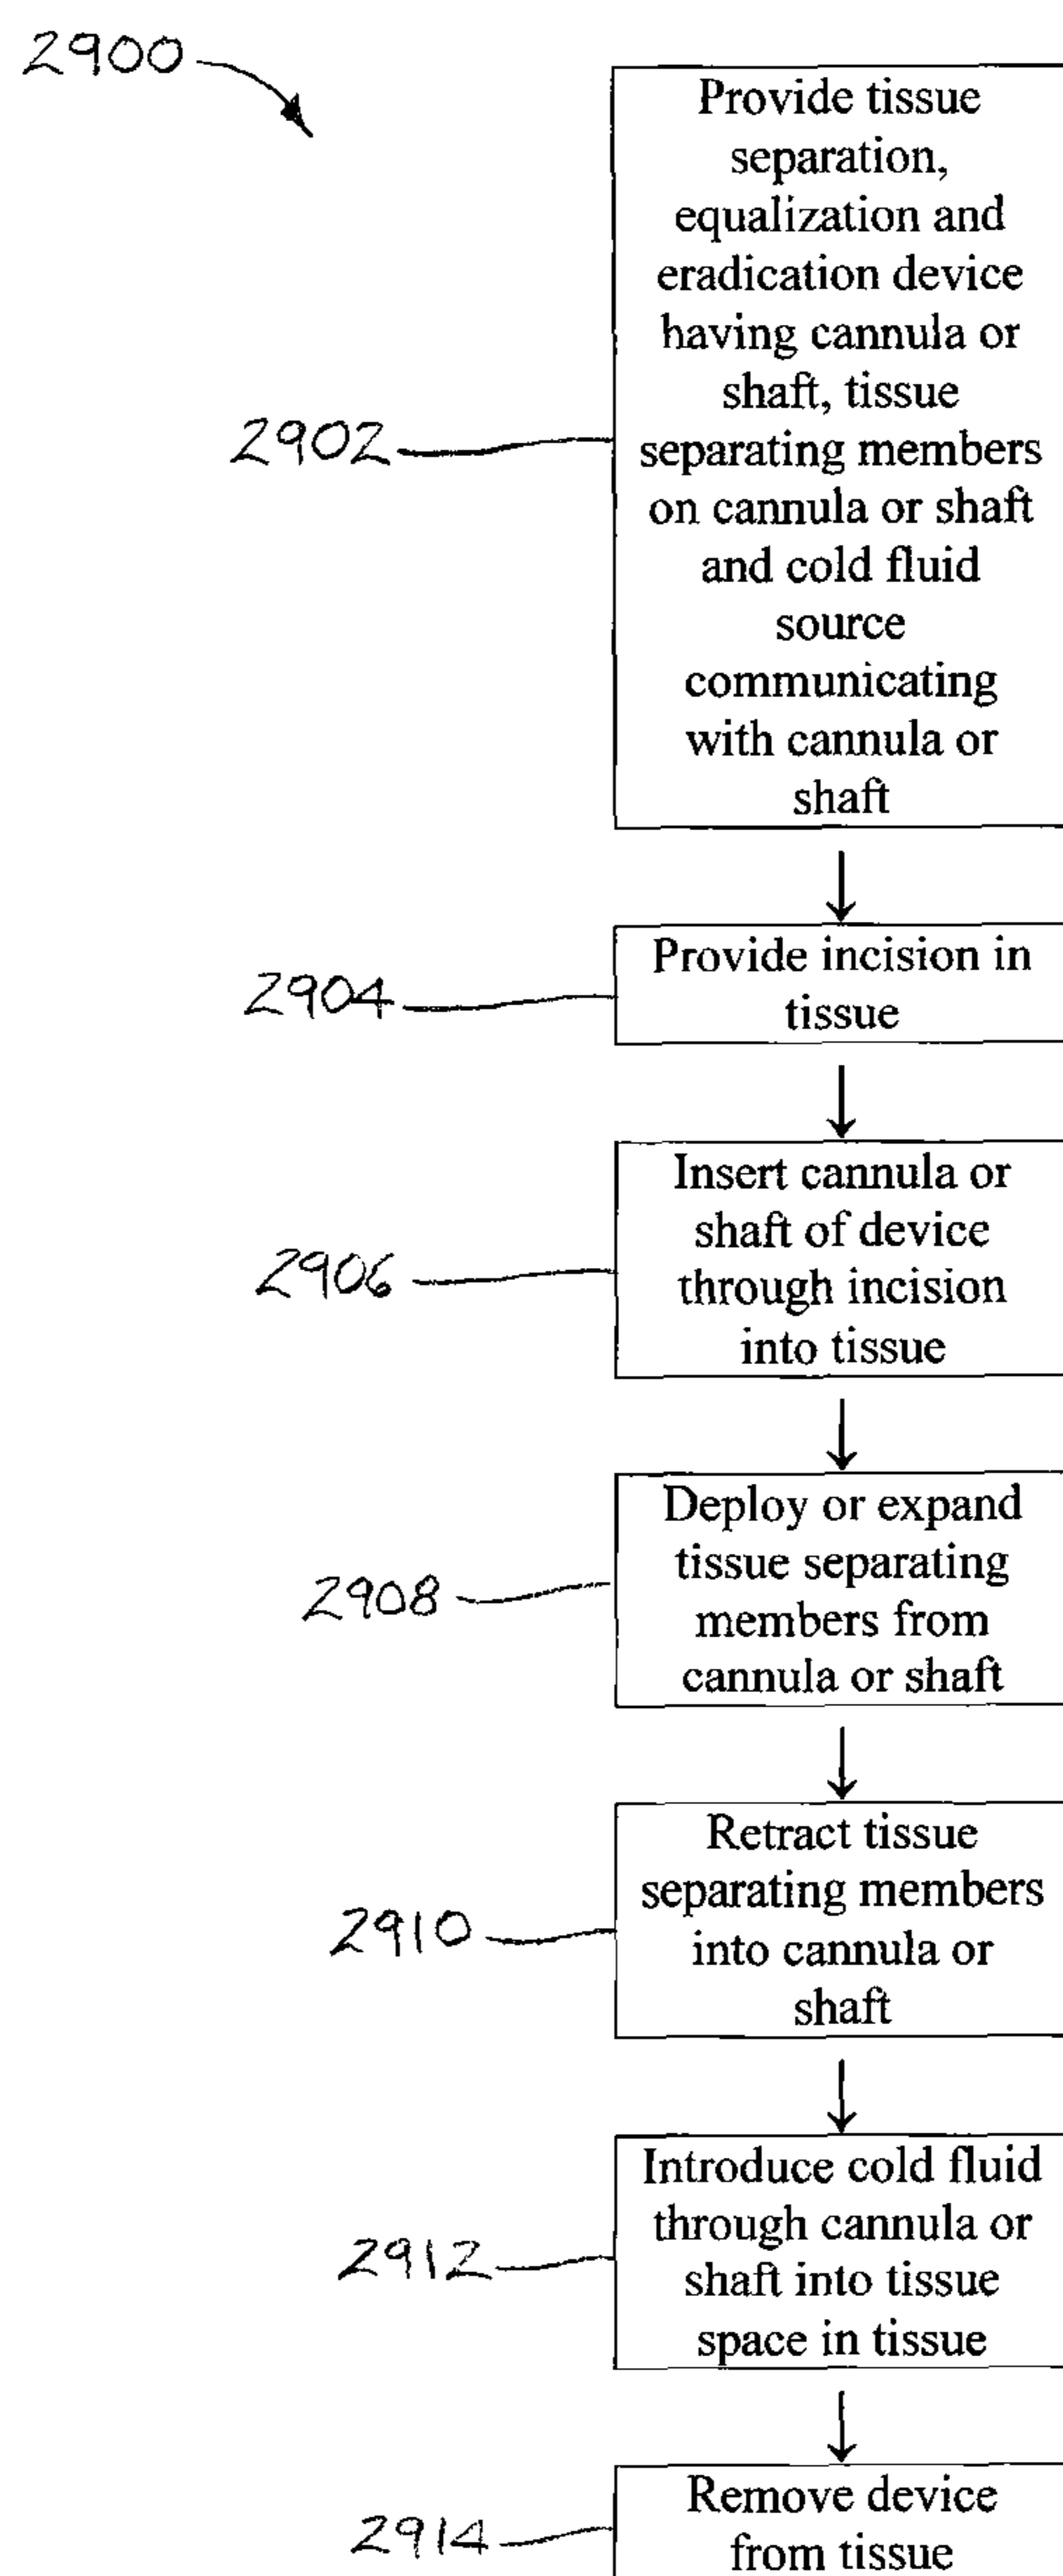 2900
Provide tissue
separation,
equalization and
eradication device
having cannula or
shaft, tissue
separating members
on cannula or shaft
and cold fluid
source
communicating
with cannula or
shaft
2902
Provide incision in
tissue
2904
Insert cannula or
shaft of device
through incision
into tissue
2906
Deploy or expand
tissue separating
members from
cannula or shaft
2908
Retract tissue
separating members
into cannula or
shaft
2910
Introduce cold fluid
through cannula or
shaft into tissue
space in tissue
2912
Remove device
from tissue
2914